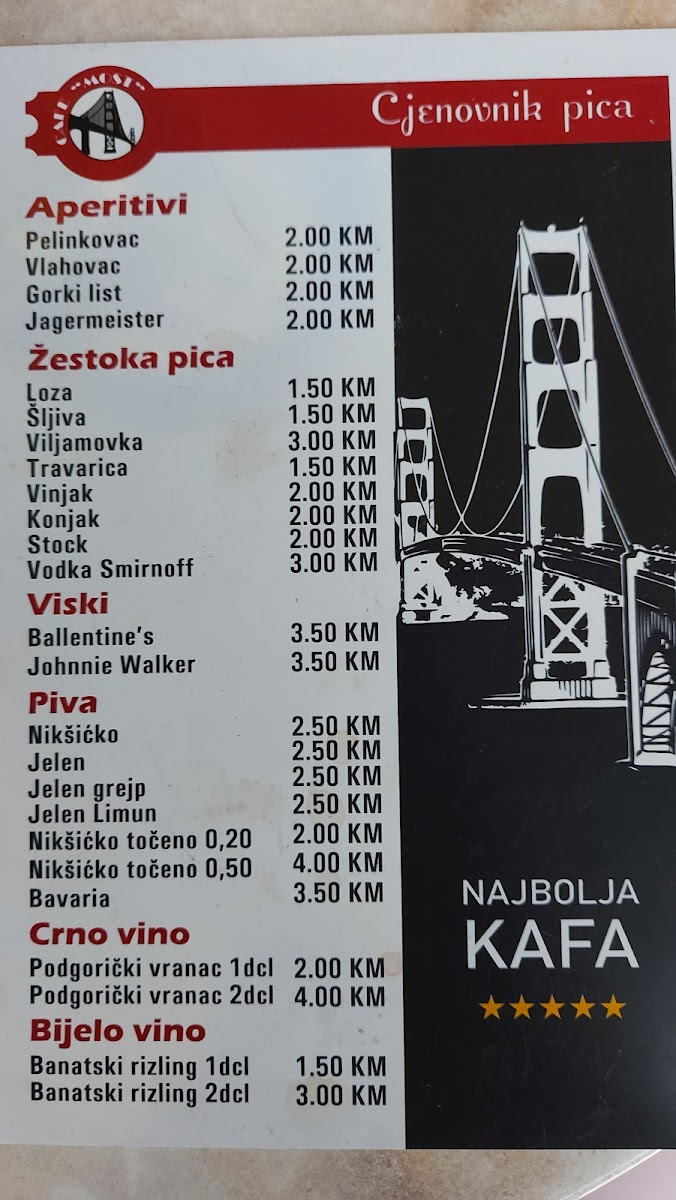 CAFE "MOST"
Cjenovnik pica
Aperitivi
Pelinkovac 2.00 KM
Vlahovac 2.00 KM
Gorki list 2.00 KM
Jagermeister 2.00 KM
Žestoka pica
Loza 1.50 KM
Šljiva 1.50 KM
Viljamovka 3.00 KM
Travarica 1.50 KM
Vinjak 2.00 KM
Konjak 2.00 KM
Stock 2.00 KM
Vodka Smirnoff 3.00 KM
Viski
Ballentine's 3.50 KM
Johnnie Walker 3.50 KM
Piva
Nikšićko 2.50 KM
Jelen 2.50 KM
Jelen grejp 2.50 KM
Jelen Limun 2.50 KM
Nikšićko točeno 0,20 2.00 KM
Nikšićko točeno 0,50 4.00 KM
Bavaria 3.50 KM
Crno vino
Podgorički vranac 1dcl 2.00 KM
Podgorički vranac 2dcl 4.00 KM
Bijelo vino
Banatski rizling 1dcl 1.50 KM
Banatski rizling 2dcl 3.00 KM
NAJBOLJA
KAFA